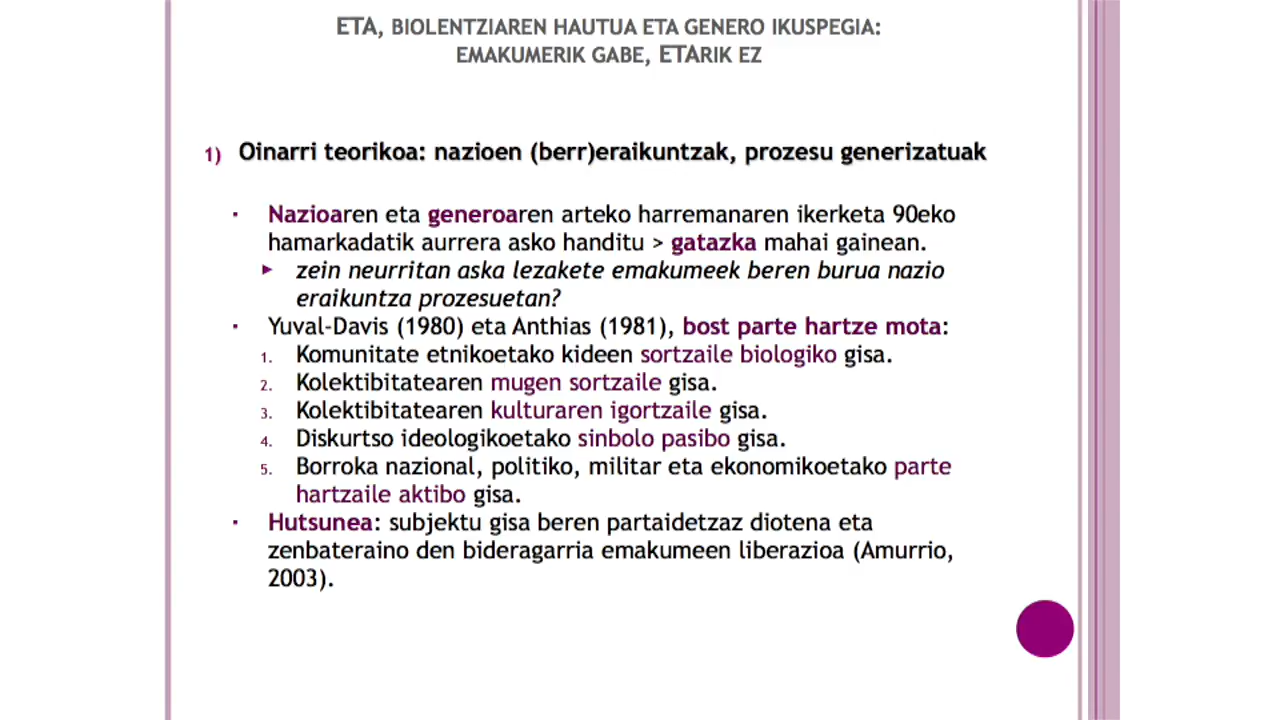 ETA, BIOLENTZIAREN HAUTUA ETA GENERO IKUSPEGIA:
EMAKUMERIK GABE, ETARIK EZ
1) Oinarri teorikoa: nazioen (berr)eraikuntzak, prozesu generizatuak
▪ Nazioaren eta generoaren arteko harremanaren ikerketa 90eko
hamarkadatik aurrera asko handitu > gatazka mahai gainean.
▶ zein neurritan aska lezakete emakumeek beren burua nazio
eraikuntza prozesuetan?
▪ Yuval-Davis (1980) eta Anthias (1981), bost parte hartze mota:
1. Komunitate etnikoetako kideen sortzaile biologiko gisa.
2. Kolektibitatearen mugen sortzaile gisa.
3. Kolektibitatearen kulturaren igortzaile gisa.
4. Diskurtso ideologikoetako sinbolo pasibo gisa.
5. Borroka nazional, politiko, militar eta ekonomikoetako parte
hartzaile aktibo gisa.
▪ Hutsunea: subjektu gisa beren partaidetzaz diotena eta
zenbateraino den bideragarria emakumeen liberazioa (Amurrio,
2003).